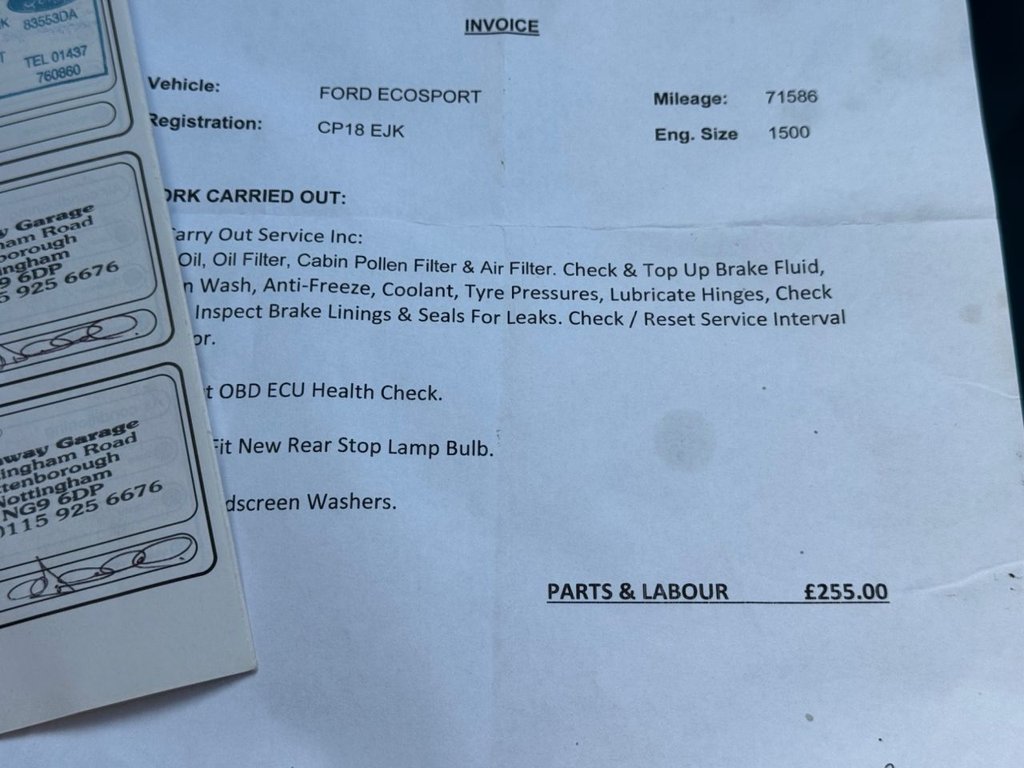 K 83553DA
TEL 01437
760860
y Garage
ham Road
borough
ingham
9 6DP
5 925 6676
way Garage
ingham Road
ttenborough
Nottingham
NG9 6DP
0115 925 6676
INVOICE
Vehicle: FORD ECOSPORT Mileage: 71586
Registration: CP18 EJK Eng. Size 1500
ORK CARRIED OUT:
Carry Out Service Inc:
Oil, Oil Filter, Cabin Pollen Filter & Air Filter. Check & Top Up Brake Fluid,
n Wash, Anti-Freeze, Coolant, Tyre Pressures, Lubricate Hinges, Check
Inspect Brake Linings & Seals For Leaks. Check / Reset Service Interval
or.
t OBD ECU Health Check.
Fit New Rear Stop Lamp Bulb.
dscreen Washers.
PARTS & LABOUR £255.00